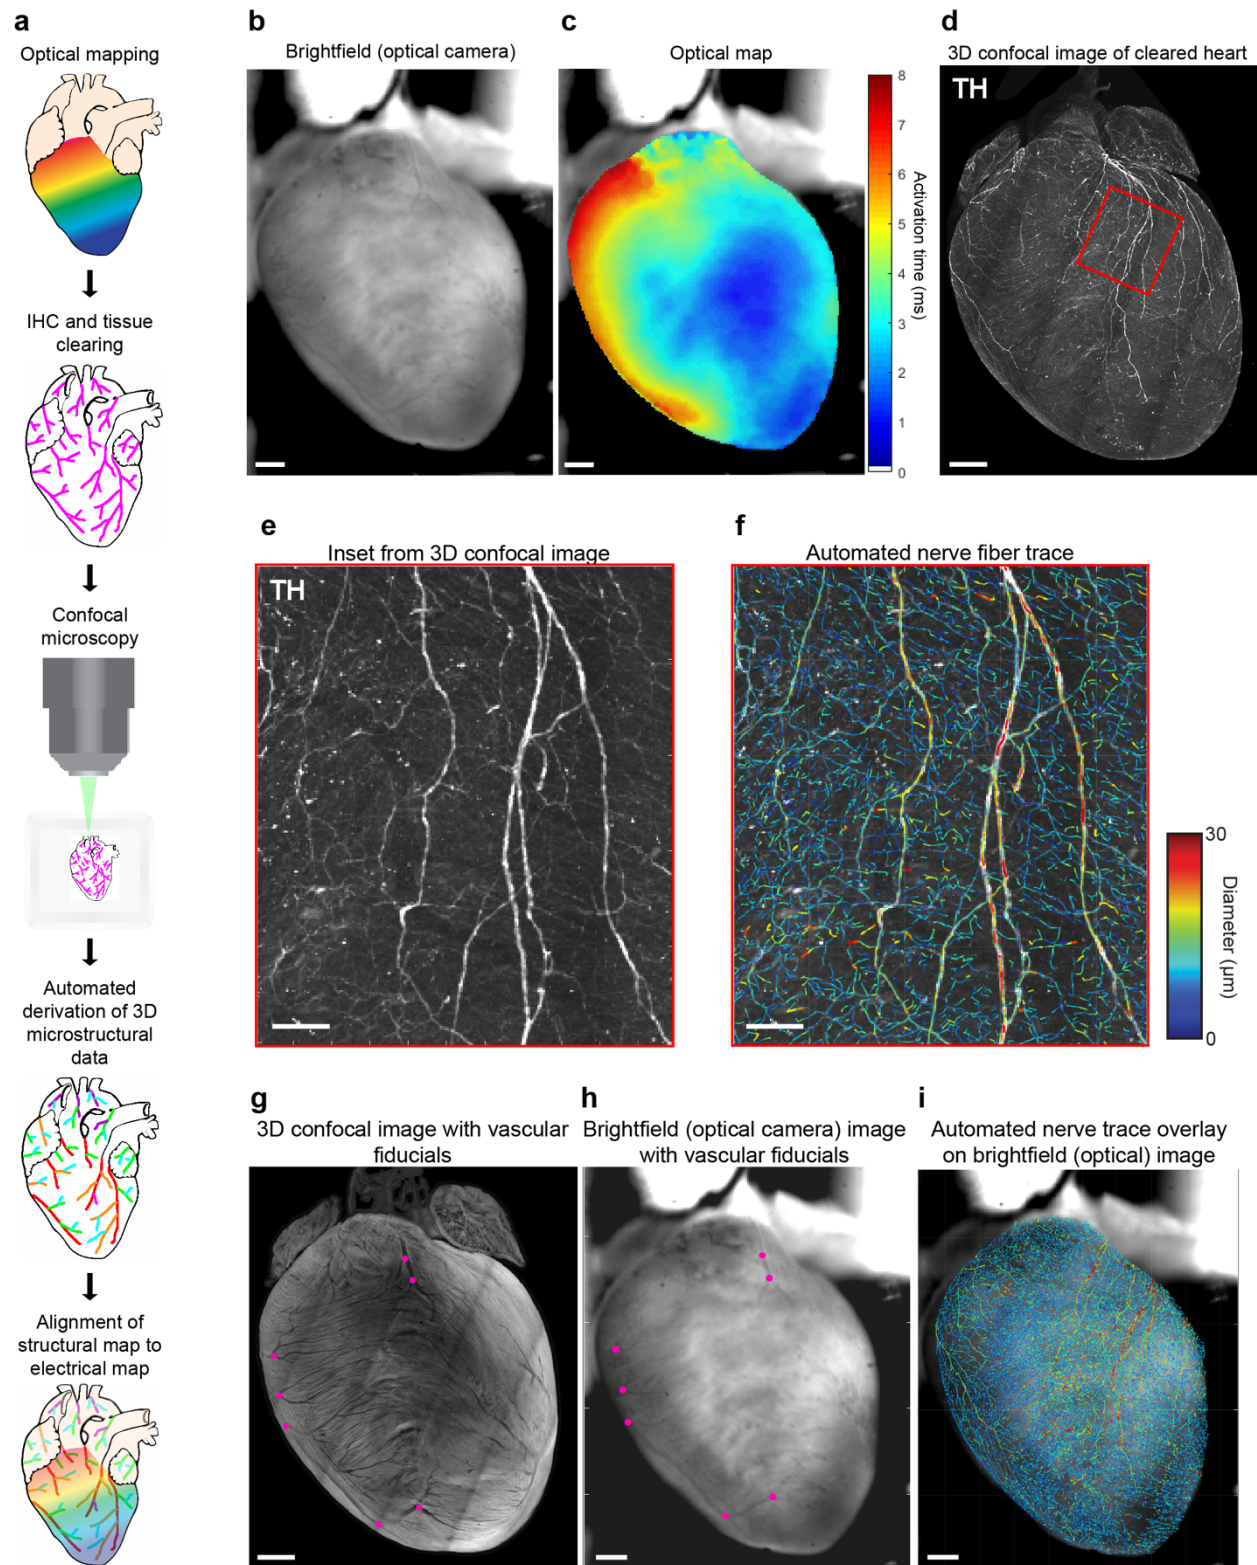 a
Optical mapping
IHC and tissue
clearing
Confocal
microscopy
Automated
derivation of 3D
microstructural
data
Alignment of
structural map to
electrical map
b
Brightfield (optical camera)
c
Optical map
8
7
6
5
4
3
2
1
0
Activation time (ms)
d
3D confocal image of cleared heart
TH
e
Inset from 3D confocal image
TH
f
Automated nerve fiber trace
30
0
Diameter (μm)
g
3D confocal image with vascular
fiducials
h
Brightfield (optical camera) image
with vascular fiducials
i
Automated nerve trace overlay
on brightfield (optical) image